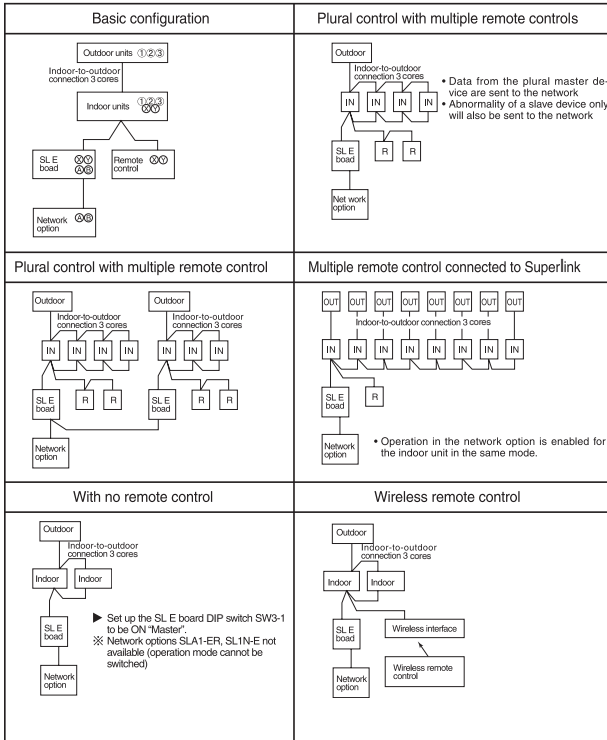 Basic configuration
Outdoor units ①②③
Indoor-to-outdoor
connection 3 cores
Indoor units ①②③
ⓍⓎ
SL E ⓍⓎ
boad ⒶⒷ
Remote ⓍⓎ
control
Network ⒶⒷ
option
Plural control with multiple remote controls
Outdoor
Indoor-to-outdoor
connection 3 cores
IN IN IN IN
SL E
boad
R R
Net work
option
• Data from the plural master de-
vice are sent to the network
• Abnormality of a slave device only
will also be sent to the network
Plural control with multiple remote control
Outdoor
Indoor-to-outdoor
connection 3 cores
IN IN IN IN
SL E
boad
R R
Network
option
Outdoor
Indoor-to-outdoor
connection 3 cores
IN IN IN IN
SL E
boad
R R
Multiple remote control connected to Superlink
OUT OUT OUT OUT OUT OUT OUT OUT
Indoor-to-outdoor connection 3 cores
IN IN IN IN IN IN IN IN
SL E
boad
R
Network
option
• Operation in the network option is enabled for
the indoor unit in the same mode.
With no remote control
Outdoor
Indoor-to-outdoor
connection 3 cores
Indoor Indoor
SL E
boad
Network
option
▶ Set up the SL E board DIP switch SW3-1
to be ON “Master”.
※ Network options SLA1-ER, SL1N-E not
available (operation mode cannot be
switched)
Wireless remote control
Outdoor
Indoor-to-outdoor
connection 3 cores
Indoor Indoor
SL E
boad
Wireless interface
Wireless remote
control
Network
option